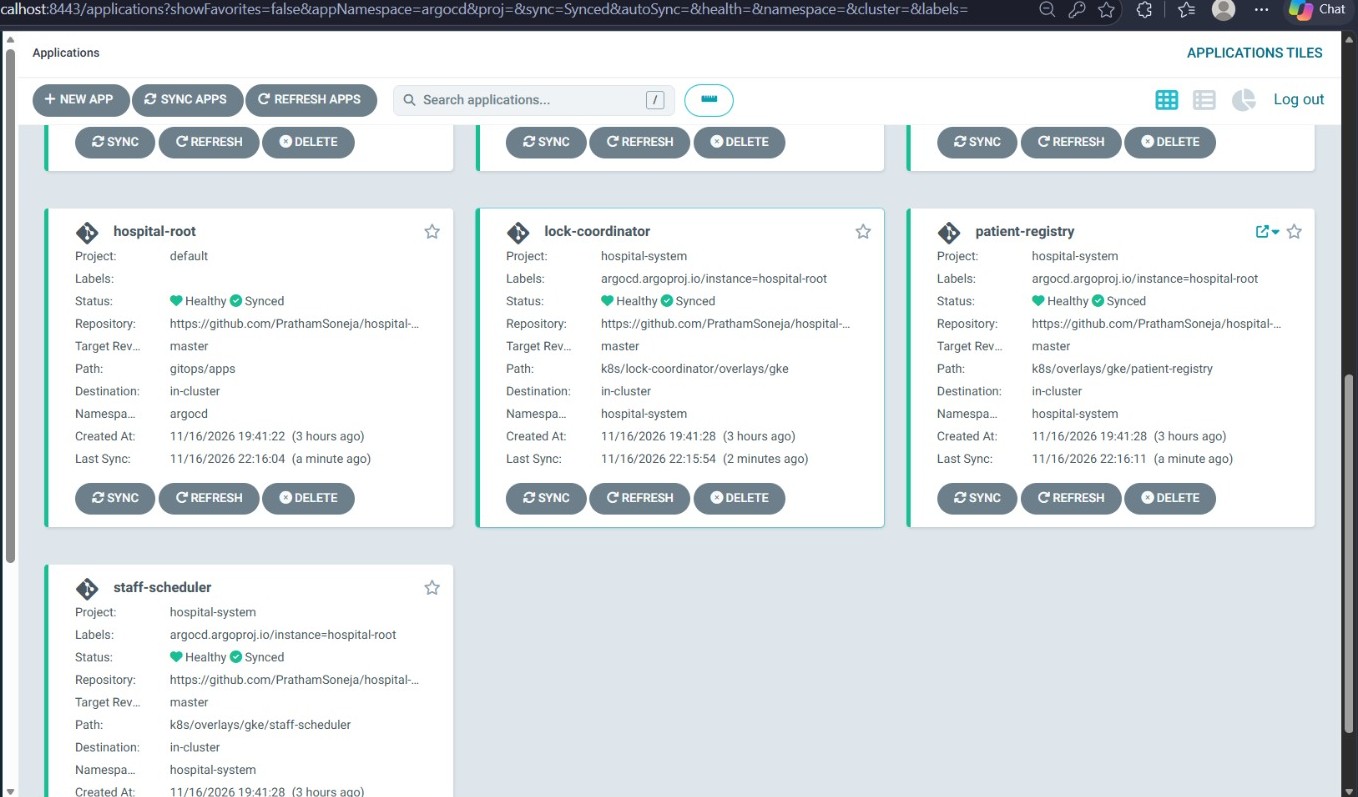 calhost:8443/applications?showFavorites=false&appNamespace=argocd&proj=&sync=Synced&autoSync=&health=&namespace=&cluster=&labels=
Chat
Applications
APPLICATIONS TILES
+ NEW APP SYNC APPS REFRESH APPS Search applications... / Log out
SYNC REFRESH DELETE
SYNC REFRESH DELETE
SYNC REFRESH DELETE
hospital-root
Project: default
Labels:
Status: Healthy Synced
Repository: https://github.com/PrathamSoneja/hospital-...
Target Rev... master
Path: gitops/apps
Destination: in-cluster
Namespa... argocd
Created At: 11/16/2026 19:41:22 (3 hours ago)
Last Sync: 11/16/2026 22:16:04 (a minute ago)
SYNC REFRESH DELETE
lock-coordinator
Project: hospital-system
Labels: argocd.argoproj.io/instance=hospital-root
Status: Healthy Synced
Repository: https://github.com/PrathamSoneja/hospital-...
Target Rev... master
Path: k8s/lock-coordinator/overlays/gke
Destination: in-cluster
Namespa... hospital-system
Created At: 11/16/2026 19:41:28 (3 hours ago)
Last Sync: 11/16/2026 22:15:54 (2 minutes ago)
SYNC REFRESH DELETE
patient-registry
Project: hospital-system
Labels: argocd.argoproj.io/instance=hospital-root
Status: Healthy Synced
Repository: https://github.com/PrathamSoneja/hospital-...
Target Rev... master
Path: k8s/overlays/gke/patient-registry
Destination: in-cluster
Namespa... hospital-system
Created At: 11/16/2026 19:41:28 (3 hours ago)
Last Sync: 11/16/2026 22:16:11 (a minute ago)
SYNC REFRESH DELETE
staff-scheduler
Project: hospital-system
Labels: argocd.argoproj.io/instance=hospital-root
Status: Healthy Synced
Repository: https://github.com/PrathamSoneja/hospital-...
Target Rev... master
Path: k8s/overlays/gke/staff-scheduler
Destination: in-cluster
Namespa... hospital-system
Created At: 11/16/2026 19:41:28 (3 hours ago)